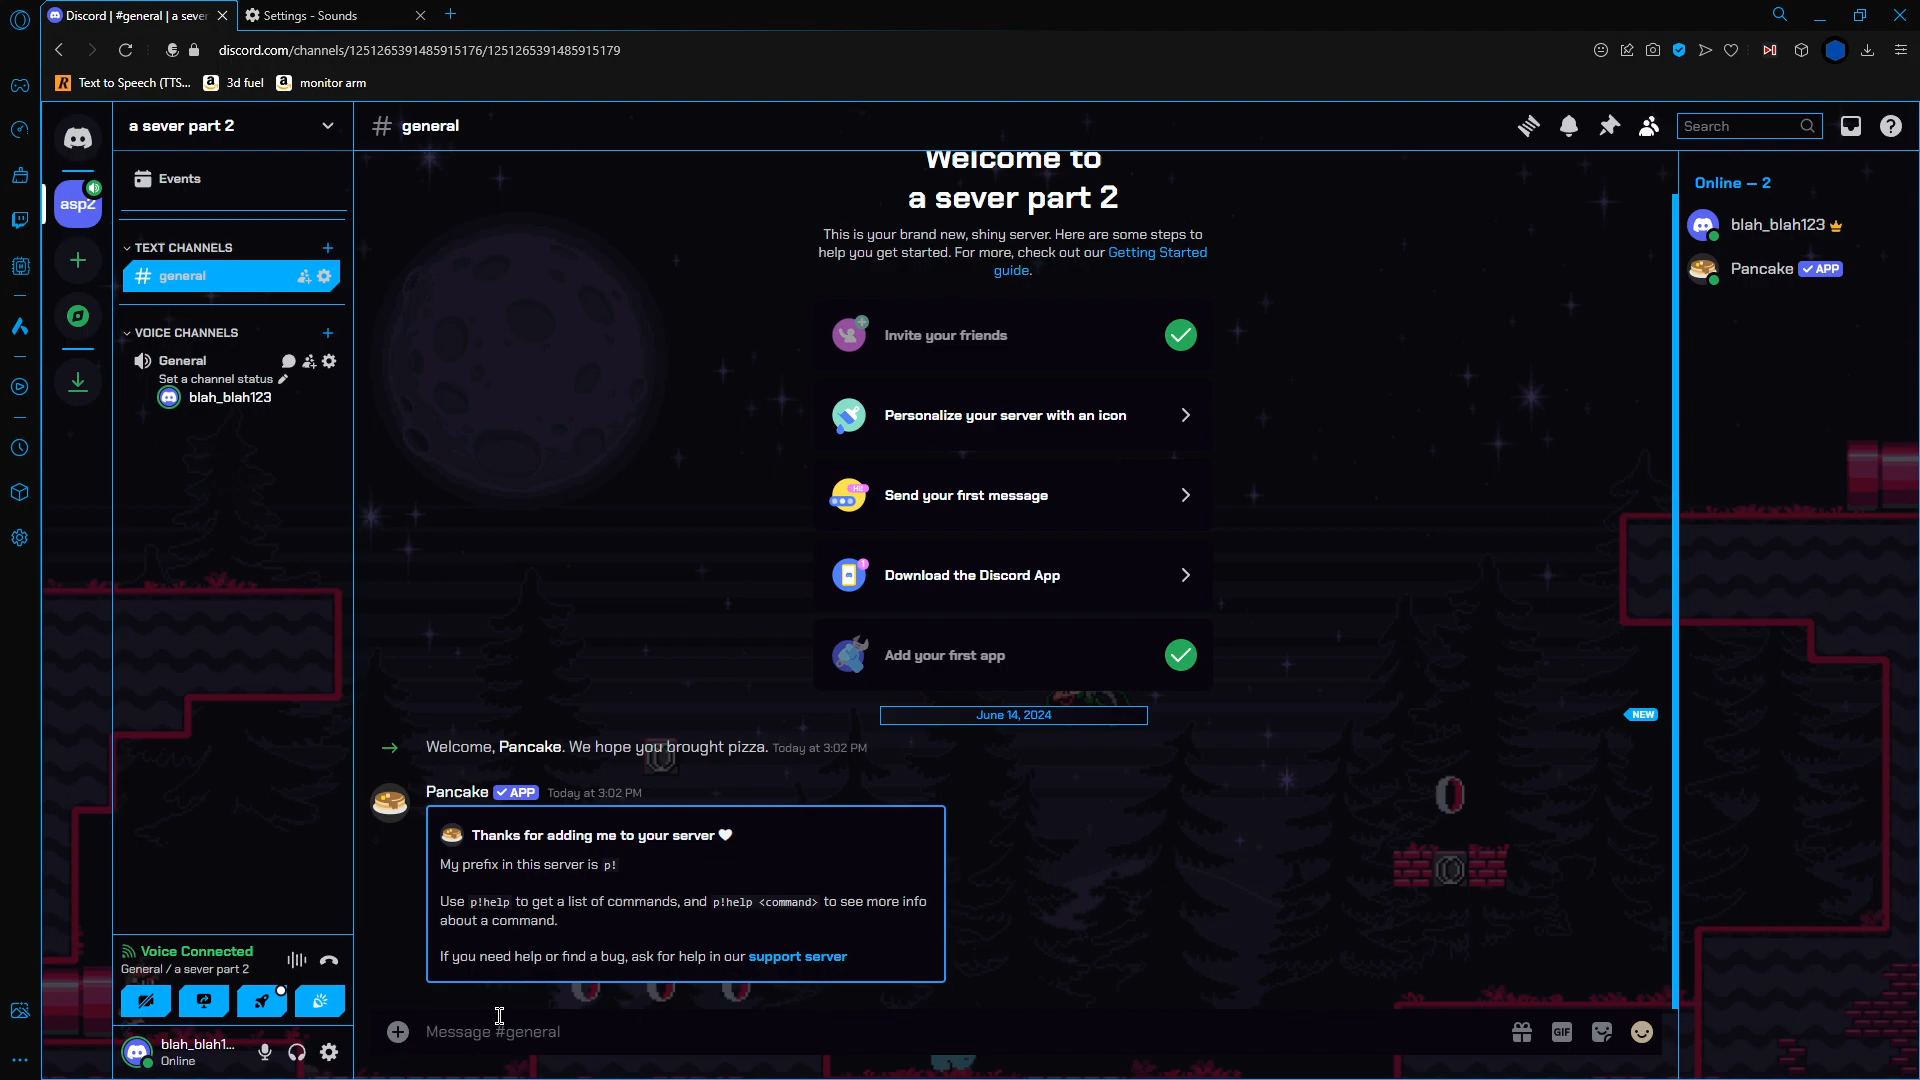 Discord | #general | a sever
Settings - Sounds
discord.com/channels/1251265391485915176/1251265391485915179
Text to Speech (TTS...
3d fuel
monitor arm
a sever part 2
general
Search
asp2
Events
TEXT CHANNELS
general
VOICE CHANNELS
General
Set a channel status
blah_blah123
Welcome to
a sever part 2
This is your brand new, shiny server. Here are some steps to
help you get started. For more, check out our Getting Started
guide.
Invite your friends
Personalize your server with an icon
Send your first message
Download the Discord App
Add your first app
June 14, 2024
NEW
Welcome, Pancake. We hope you brought pizza. Today at 3:02 PM
Pancake APP Today at 3:02 PM
Thanks for adding me to your server
My prefix in this server is p!
Use p!help to get a list of commands, and p!help <command> to see more info
about a command.
If you need help or find a bug, ask for help in our support server
Message #general
GIF
Online — 2
blah_blah123
Pancake APP
Voice Connected
General / a sever part 2
blah_blah1...
Online